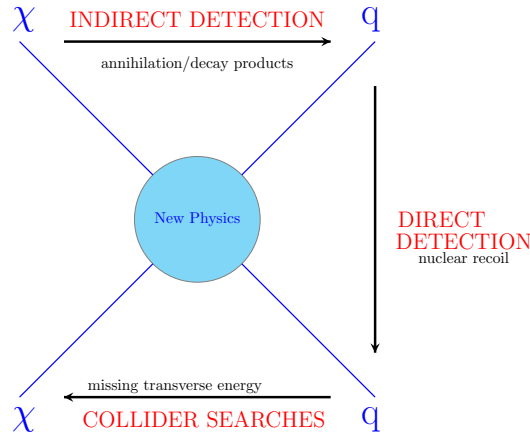 χ INDIRECT DETECTION q
annihilation/decay products
New Physics
DIRECT
DETECTION
nuclear recoil
missing transverse energy
χ COLLIDER SEARCHES q